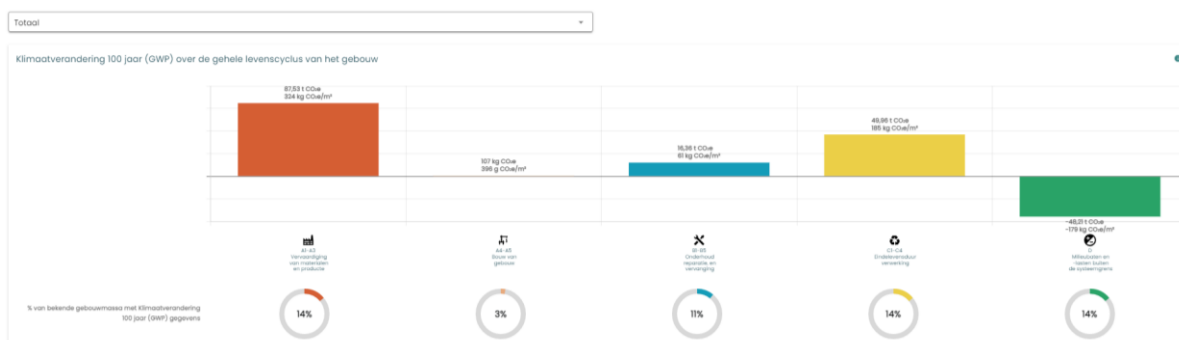 Totaal
Klimaatverandering 100 jaar (GWP) over de gehele levenscyclus van het gebouw
87,53 t CO₂e
324 kg CO₂e/m²
107 kg CO₂e
396 g CO₂e/m²
16,36 t CO₂e
61 kg CO₂e/m²
49,86 t CO₂e
185 kg CO₂e/m²
-48,21 t CO₂e
-179 kg CO₂e/m²
A1-A3
Vervaardiging
van materialen
en productie
A4-A5
Bouw van
gebouw
B1-B5
Onderhoud
reparatie, en
vervanging
C1-C4
Eindelevensduur
verwerking
D
Milieubaten en
-lasten buiten
de systeemgrens
% van bekende gebouwmassa met Klimaatverandering
100 jaar (GWP) gegevens
14%
3%
11%
14%
14%